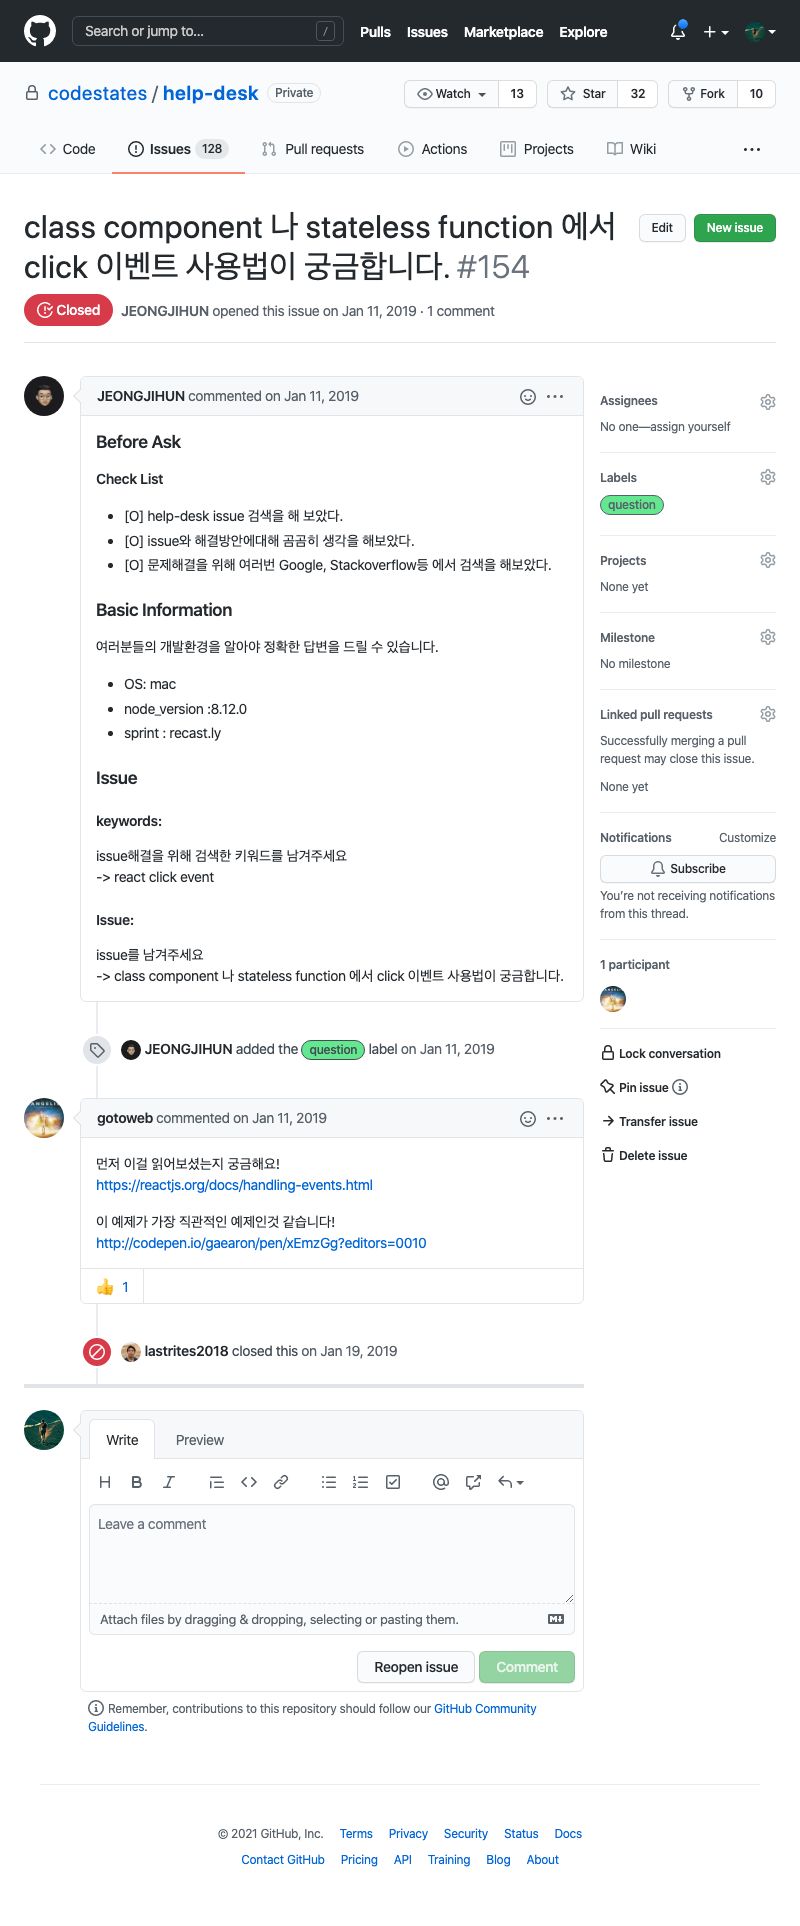 Search or jump to...
/
Pulls
Issues
Marketplace
Explore
codestates / help-desk
Private
Watch
13
Star
32
Fork
10
Code
Issues 128
Pull requests
Actions
Projects
Wiki
class component 나 stateless function 에서
click 이벤트 사용법이 궁금합니다. #154
Edit
New issue
Closed
JEONGJIHUN opened this issue on Jan 11, 2019 · 1 comment
JEONGJIHUN commented on Jan 11, 2019
Before Ask
Check List
[O] help-desk issue 검색을 해 보았다.
[O] issue와 해결방안에대해 곰곰히 생각을 해보았다.
[O] 문제해결을 위해 여러번 Google, Stackoverflow등 에서 검색을 해보았다.
Basic Information
여러분들의 개발환경을 알아야 정확한 답변을 드릴 수 있습니다.
OS: mac
node_version :8.12.0
sprint : recast.ly
Issue
keywords:
issue해결을 위해 검색한 키워드를 남겨주세요
-> react click event
Issue:
issue를 남겨주세요
-> class component 나 stateless function 에서 click 이벤트 사용법이 궁금합니다.
JEONGJIHUN added the question label on Jan 11, 2019
gotoweb commented on Jan 11, 2019
먼저 이걸 읽어보셨는지 궁금해요!
https://reactjs.org/docs/handling-events.html
이 예제가 가장 직관적인 예제인것 같습니다!
http://codepen.io/gaearon/pen/xEmzGg?editors=0010
👍 1
lastrites2018 closed this on Jan 19, 2019
Write
Preview
Leave a comment
Attach files by dragging & dropping, selecting or pasting them.
Reopen issue
Comment
Remember, contributions to this repository should follow our GitHub Community
Guidelines.
Assignees
No one—assign yourself
Labels
question
Projects
None yet
Milestone
No milestone
Linked pull requests
Successfully merging a pull
request may close this issue.
None yet
Notifications
Customize
Subscribe
You're not receiving notifications
from this thread.
1 participant
Lock conversation
Pin issue
Transfer issue
Delete issue
© 2021 GitHub, Inc.
Terms
Privacy
Security
Status
Docs
Contact GitHub
Pricing
API
Training
Blog
About